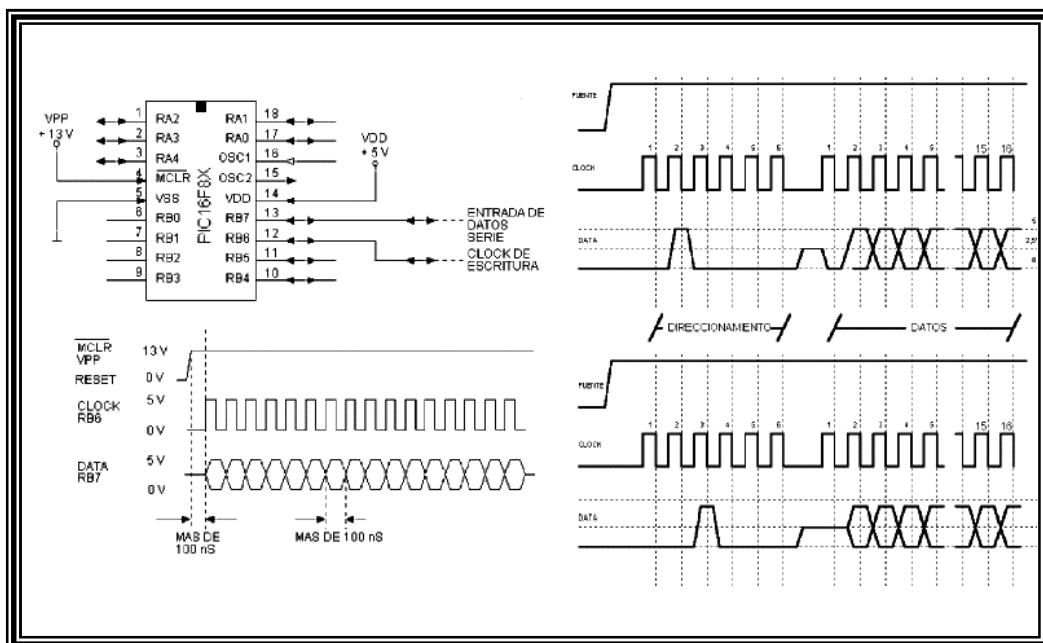 VPP
+ 13 V
VDD
+ 5 V
1 RA2 RA1 18
2 RA3 RA0 17
3 RA4 OSC1 16
4 MCLR OSC2 15
5 VSS VDD 14
6 RB0 RB7 13
7 RB1 RB6 12
8 RB2 RB5 11
9 RB3 RB4 10
PIC16F8X
ENTRADA DE
DATOS
SERIE
CLOCK DE
ESCRITURA
MCLR
VPP
RESET
13 V
0 V
CLOCK
RB6
5 V
0 V
DATA
RB7
5 V
0 V
MAS DE
100 nS
MAS DE 100 nS
FUENTE
CLOCK
1 2 3 4 5 6 1 2 3 4 5 15 16
DATA
5
2,5
0
DIRECCIONAMIENTO DATOS
FUENTE
CLOCK
1 2 3 4 5 6 1 2 3 4 5 15 16
DATA